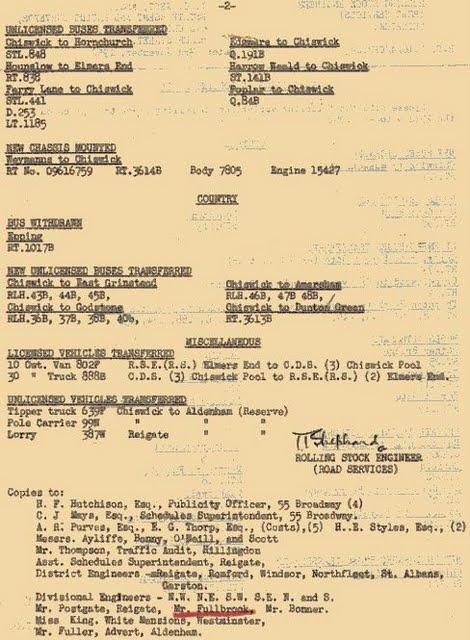 -2-
UNLICENSED BUSES TRANSFERRED
Chiswick to Hornchurch
STL.848
Hounslow to Elmers End
RT.838
Ferry Lane to Chiswick
STL.441
D.253
LT.1185
Elmers to Chiswick
Q.191B
Harrow Weald to Chiswick
ST.141B
Poplar to Chiswick
Q.84B
NEW CHASSIS MOUNTED
Weymanns to Chiswick
RT No. 09616759 RT.3614B Body 7805 Engine 15427
COUNTRY
BUS WITHDRAWN
Epping
RT.1017B
NEW UNLICENSED BUSES TRANSFERRED
Chiswick to East Grinstead
RLH.43B, 44B, 45B,
Chiswick to Godstone
RLH.36B, 37B, 38B, 40B,
Chiswick to Amersham
RLH.46B, 47B 48B,
Chiswick to Dunton Green
RT.3613B
MISCELLANEOUS
LICENSED VEHICLES TRANSFERRED
10 Cwt. Van 802F R.S.E.(R.S.) Elmers End to C.D.S. (3) Chiswick Pool
30 " Truck 888B C.D.S. (3) Chiswick Pool to R.S.E.(R.S.) (2) Elmers End.
UNLICENSED VEHICLES TRANSFERRED
Tipper truck 639W Chiswick to Aldenham (Reserve)
Pole Carrier 99N " " "
Lorry 387W Reigate " "
T Shephard
ROLLING STOCK ENGINEER
(ROAD SERVICES)
Copies to:
H. F. Hutchison, Esq., Publicity Officer, 55 Broadway (4)
C. J Mays, Esq., Schedules Superintendent, 55 Broadway.
A. R. Purves, Esq., E. G. Thorp, Esq., (Costs),(5) H.E. Styles, Esq., (2)
Messrs. Ayliffe, Benny, O'Neill, and Scott
Mr. Thompson, Traffic Audit, Hillingdon
Asst. Schedules Superintendent, Reigate,
District Engineers - Reigate, Romford, Windsor, Northfleet, St. Albans,
Garston.
Divisional Engineers - N.W. N.E. S.W. S.E. N. and S.
Mr. Postgate, Reigate, Mr. Fullbrook, Mr. Bonner.
Miss King, White Mansions, Westminster,
Mr. Fuller, Advert, Aldenham.